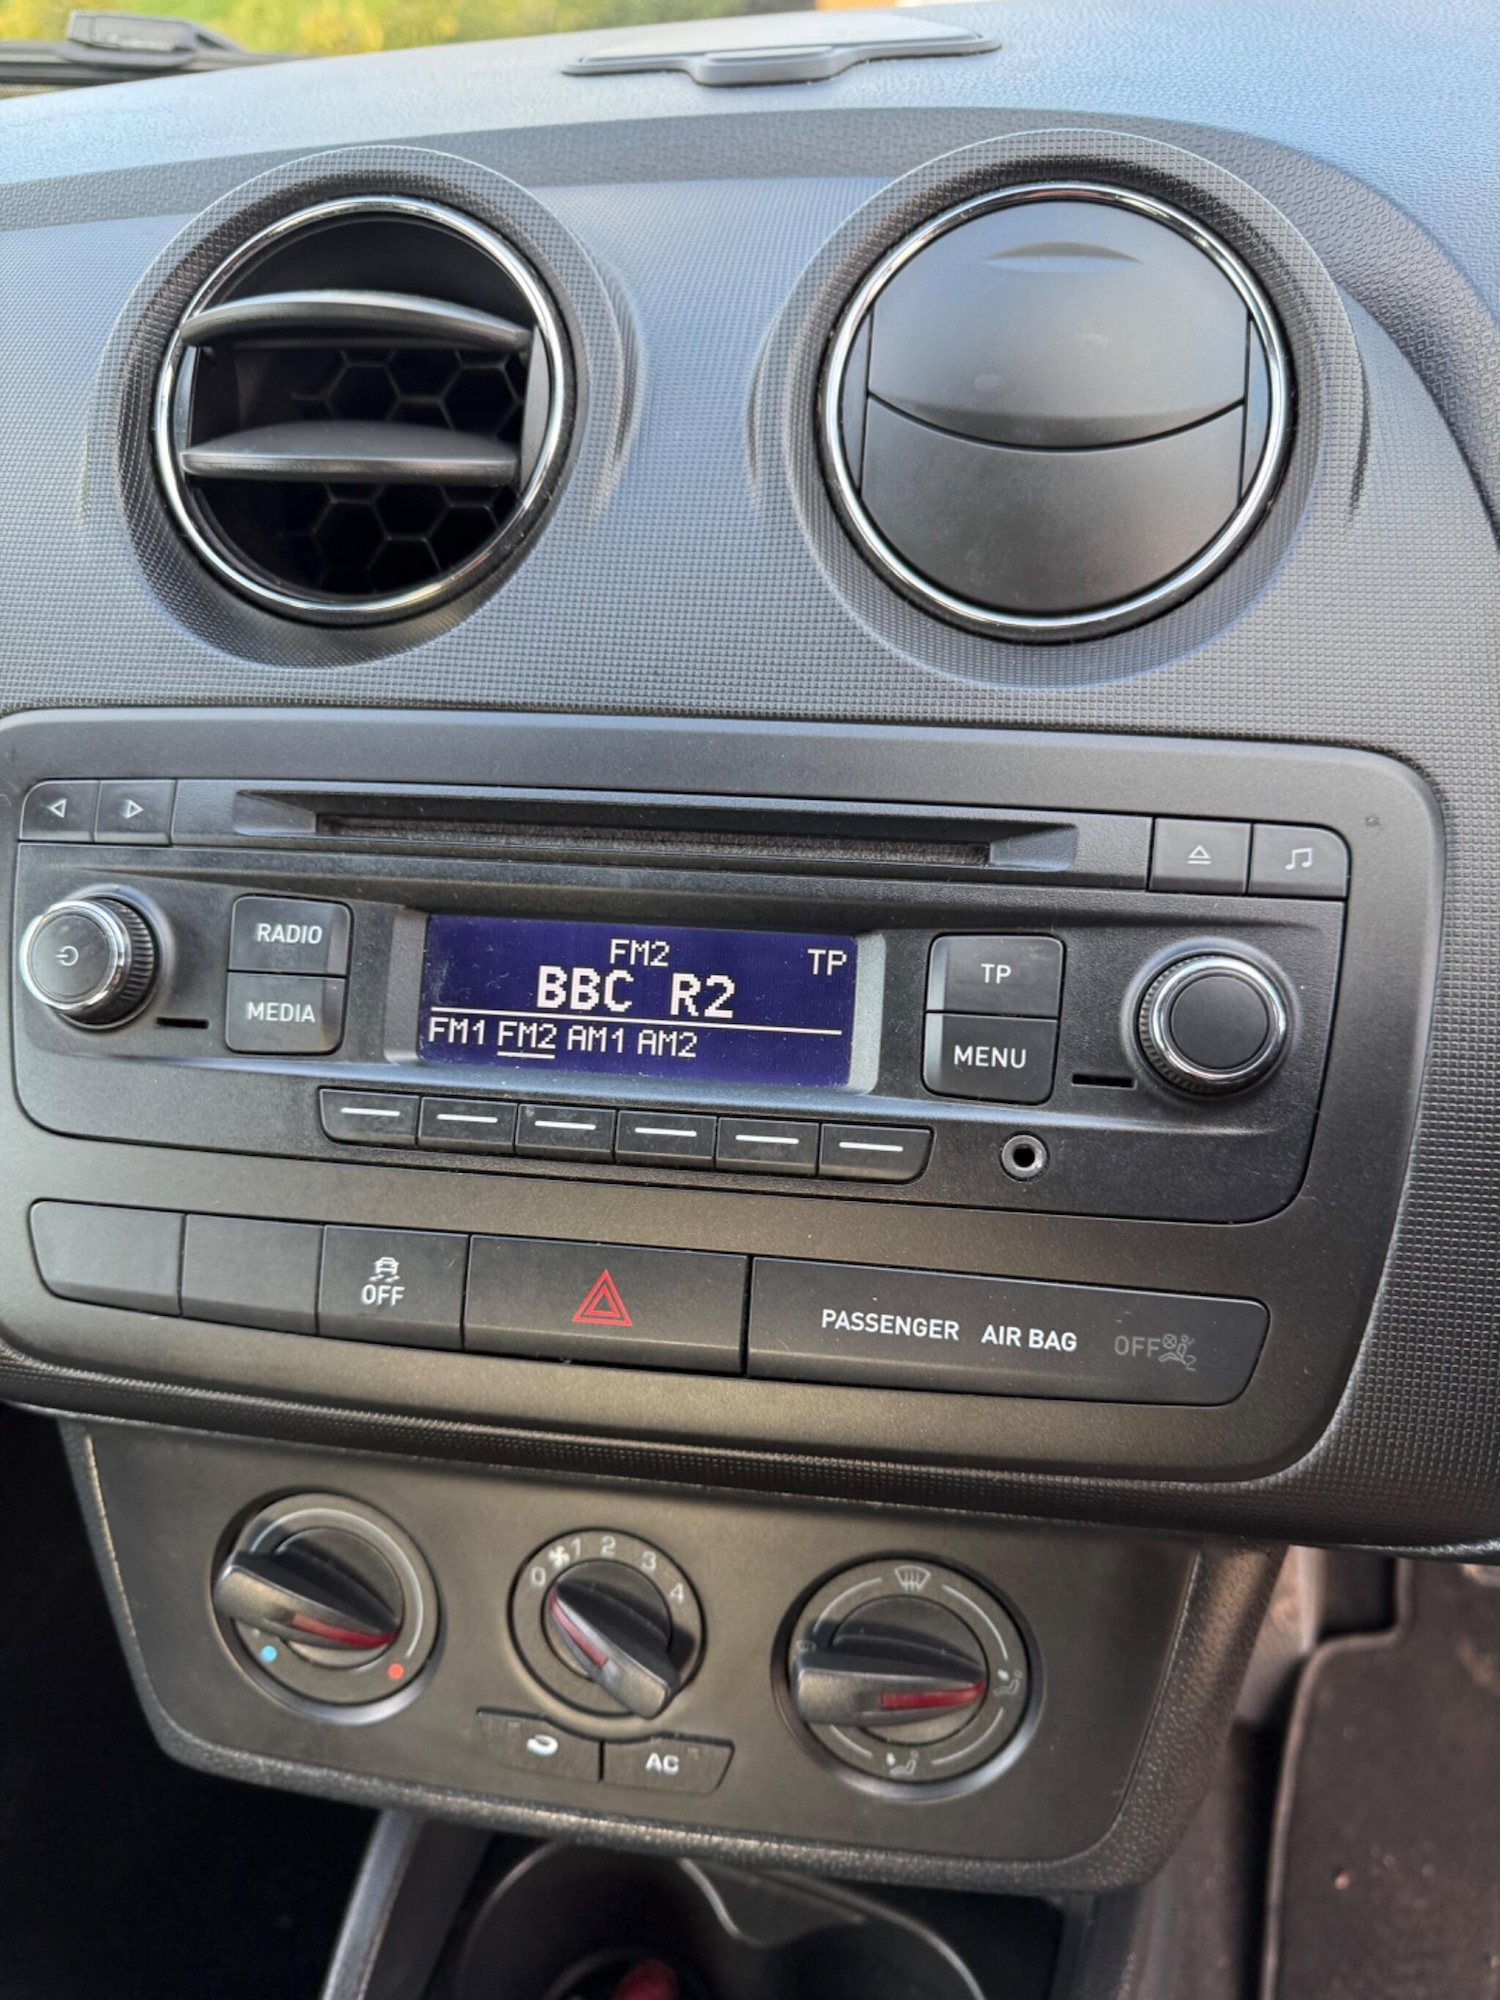 RADIO
MEDIA
FM2 TP
BBC R2
FM1 FM2 AM1 AM2
TP
MENU
OFF
PASSENGER AIR BAG OFF
2
0 1 2 3 4
AC